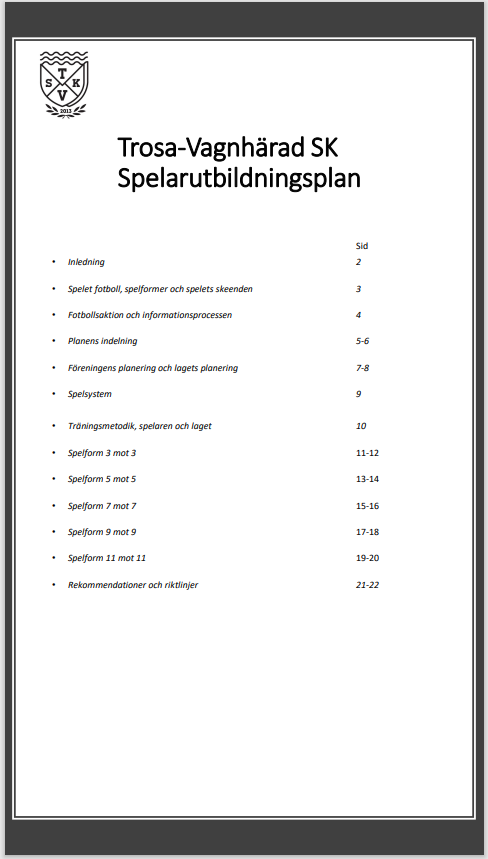 T
S K
V
2013
Trosa-Vagnhärad SK
Spelarutbildningsplan
Sid
• Inledning 2
• Spelet fotboll, spelformer och spelets skeenden 3
• Fotbollsaktion och informationsprocessen 4
• Planens indelning 5-6
• Föreningens planering och lagets planering 7-8
• Spelsystem 9
• Träningsmetodik, spelaren och laget 10
• Spelform 3 mot 3 11-12
• Spelform 5 mot 5 13-14
• Spelform 7 mot 7 15-16
• Spelform 9 mot 9 17-18
• Spelform 11 mot 11 19-20
• Rekommendationer och riktlinjer 21-22